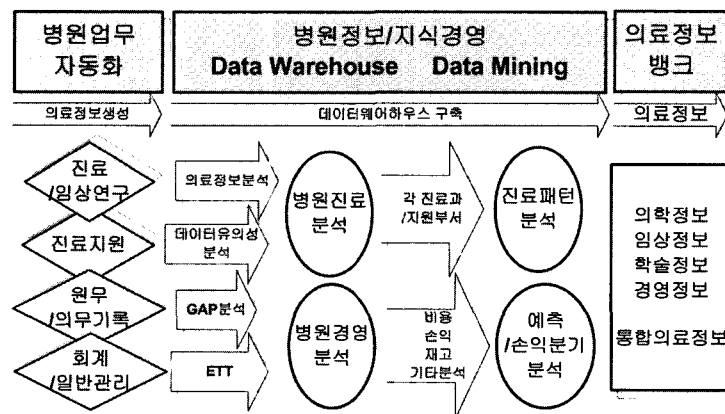 병원업무
자동화
병원정보/지식경영
Data Warehouse Data Mining
의료정보
뱅크
의료정보생성
데이터웨어하우스 구축
의료정보
진료
/임상연구
진료지원
원무
/의무기록
회계
/일반관리
의료정보분석
데이터유의성
분석
GAP분석
ETT
병원진료
분석
병원경영
분석
각 진료과
/지원부서
비용
손익
재고
기타분석
진료패턴
분석
예측
/손익분기
분석
의학정보
임상정보
학술정보
경영정보
통합의료정보